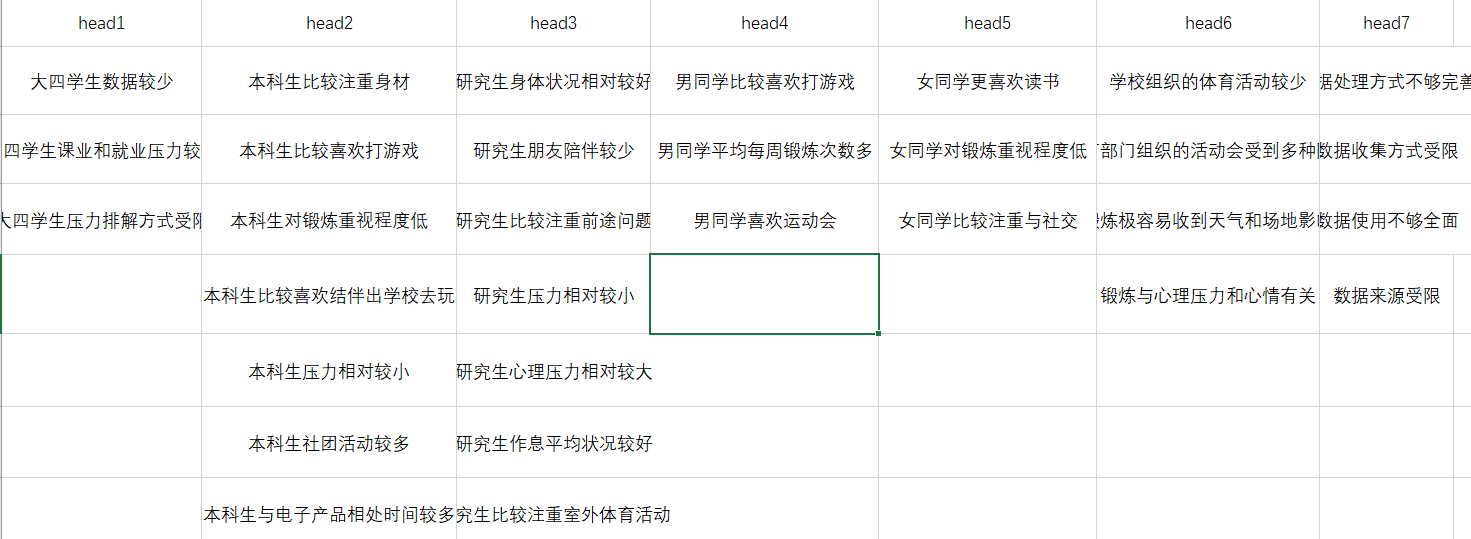 head1 head2 head3 head4 head5 head6 head7
大四学生数据较少 本科生比较注重身材 研究生身体状况相对较好 男同学比较喜欢打游戏 女同学更喜欢读书 学校组织的体育活动较少 据处理方式不够完善
四学生课业和就业压力较 本科生比较喜欢打游戏 研究生朋友陪伴较少 男同学平均每周锻炼次数多 女同学对锻炼重视程度低 部门组织的活动会受到多种 数据收集方式受限
大四学生压力排解方式受限 本科生对锻炼重视程度低 研究生比较注重前途问题 男同学喜欢运动会 女同学比较注重与社交 炼极容易收到天气和场地影 数据使用不够全面
本科生比较喜欢结伴出学校去玩 研究生压力相对较小 锻炼与心理压力和心情有关 数据来源受限
本科生压力相对较小 研究生心理压力相对较大
本科生社团活动较多 研究生作息平均状况较好
本科生与电子产品相处时间较多 究生比较注重室外体育活动